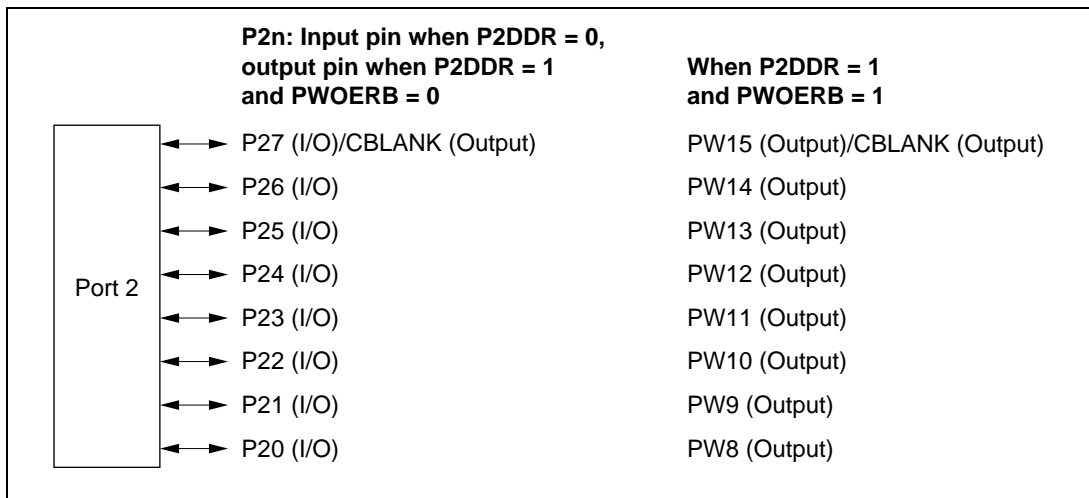 P2n: Input pin when P2DDR = 0,
output pin when P2DDR = 1
and PWOERB = 0
When P2DDR = 1
and PWOERB = 1
Port 2
P27 (I/O)/CBLANK (Output) PW15 (Output)/CBLANK (Output)
P26 (I/O) PW14 (Output)
P25 (I/O) PW13 (Output)
P24 (I/O) PW12 (Output)
P23 (I/O) PW11 (Output)
P22 (I/O) PW10 (Output)
P21 (I/O) PW9 (Output)
P20 (I/O) PW8 (Output)